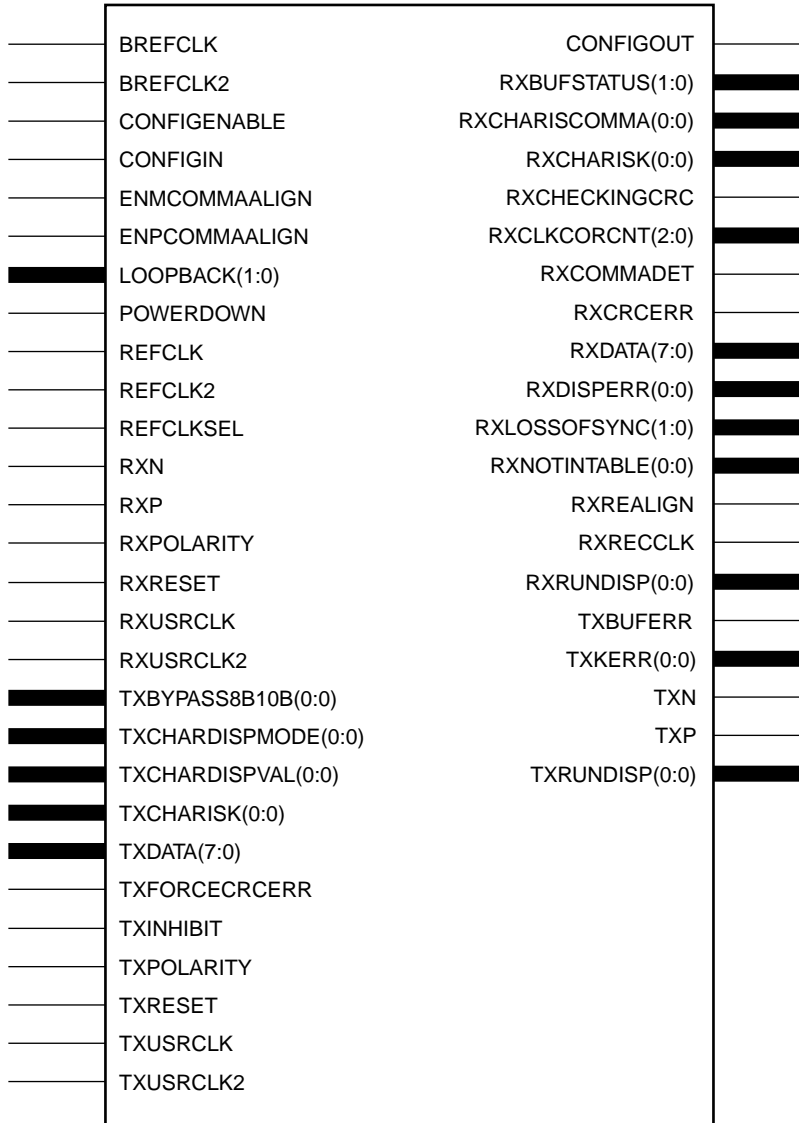 BREFCLK
BREFCLK2
CONFIGENABLE
CONFIGIN
ENMCOMMAALIGN
ENPCOMMAALIGN
LOOPBACK(1:0)
POWERDOWN
REFCLK
REFCLK2
REFCLKSEL
RXN
RXP
RXPOLARITY
RXRESET
RXUSRCLK
RXUSRCLK2
TXBYPASS8B10B(0:0)
TXCHARDISPMODE(0:0)
TXCHARDISPVAL(0:0)
TXCHARISK(0:0)
TXDATA(7:0)
TXFORCECRCERR
TXINHIBIT
TXPOLARITY
TXRESET
TXUSRCLK
TXUSRCLK2
CONFIGOUT
RXBUFSTATUS(1:0)
RXCHARISCOMMA(0:0)
RXCHARISK(0:0)
RXCHECKINGCRC
RXCLKCORCNT(2:0)
RXCOMMADET
RXCRCERR
RXDATA(7:0)
RXDISPERR(0:0)
RXLOSSOFSYNC(1:0)
RXNOTINTABLE(0:0)
RXREALIGN
RXRECCLK
RXRUNDISP(0:0)
TXBUFERR
TXKERR(0:0)
TXN
TXP
TXRUNDISP(0:0)